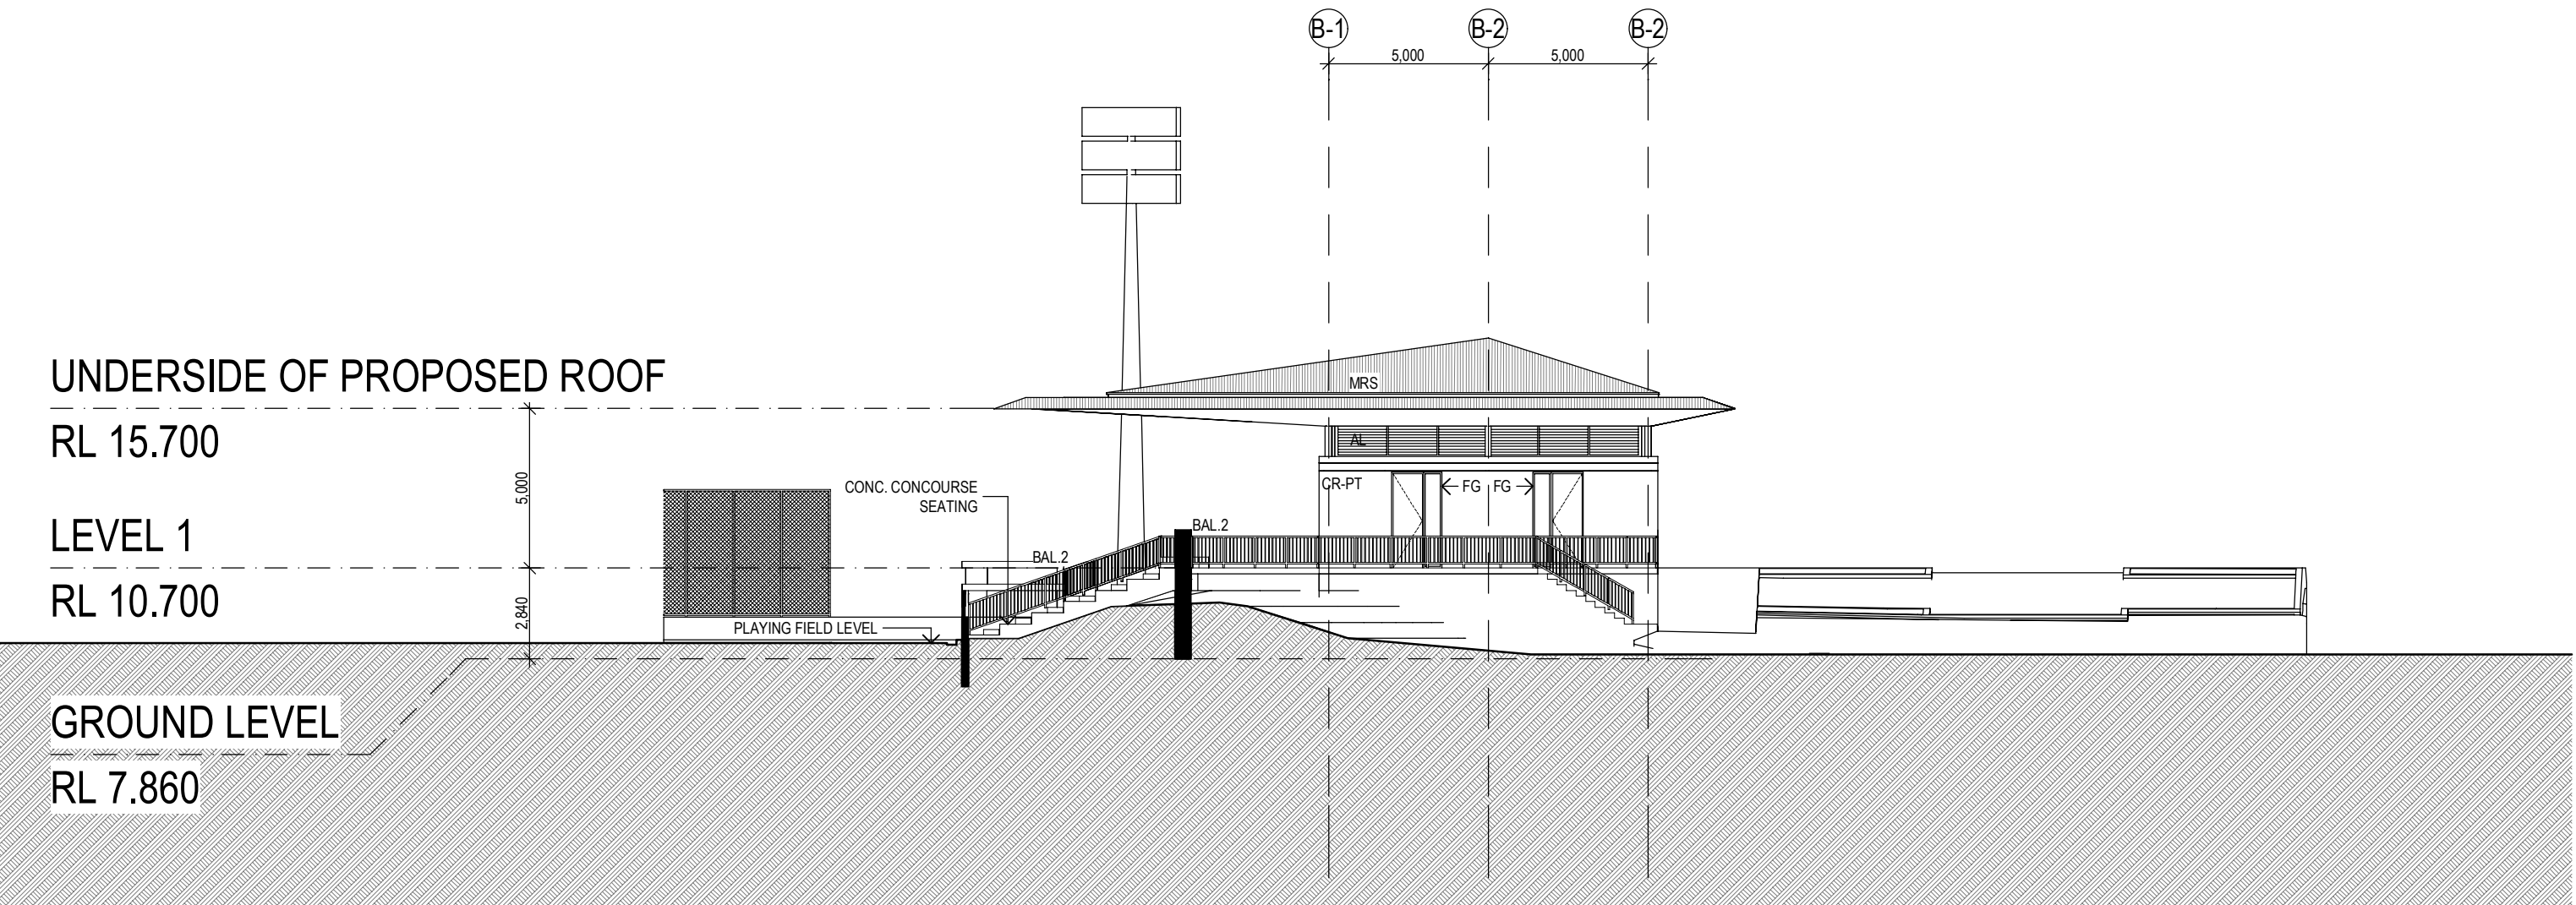 B-1
B-2
B-2
5,000
5,000
UNDERSIDE OF PROPOSED ROOF
MRS
RL 15.700
AL
5,000
CONC. CONCOURSE
SEATING
CR-PT
FG
FG
LEVEL 1
BAL.2
BAL.2
RL 10.700
2,840
PLAYING FIELD LEVEL
GROUND LEVEL
RL 7.860